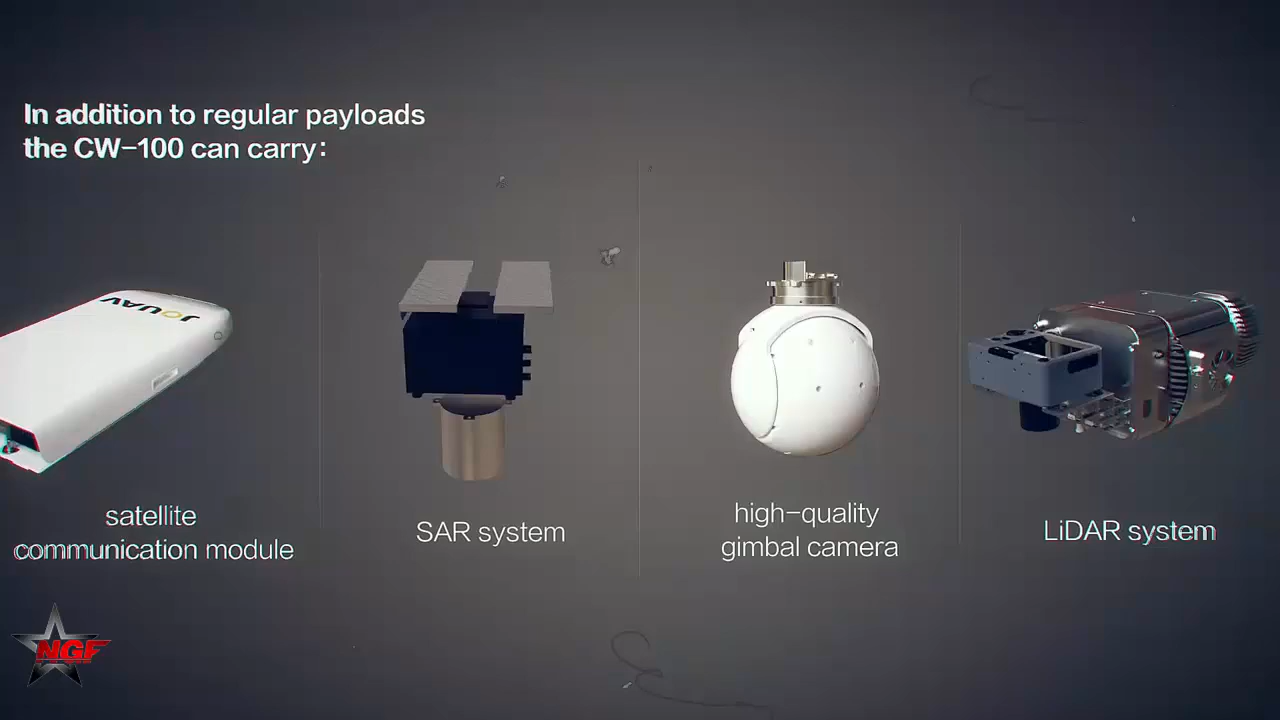 In addition to regular payloads
the CW-100 can carry:
JOUAV
satellite
communication module
SAR system
high-quality
gimbal camera
LiDAR system
NGF